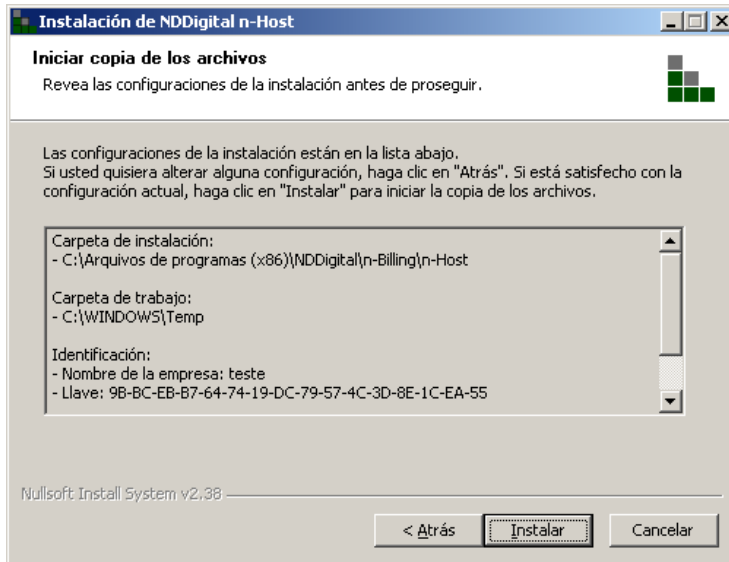 Instalación de NDDigital n-Host
Iniciar copia de los archivos
Revea las configuraciones de la instalación antes de proseguir.
Las configuraciones de la instalación están en la lista abajo.
Si usted quisiera alterar alguna configuración, haga clic en "Atrás". Si está satisfecho con la
configuración actual, haga clic en "Instalar" para iniciar la copia de los archivos.
Carpeta de instalación:
- C:\Arquivos de programas (x86)\NDDigital\n-Billing\n-Host
Carpeta de trabajo:
- C:\WINDOWS\Temp
Identificación:
- Nombre de la empresa: teste
- Llave: 9B-BC-EB-B7-64-74-19-DC-79-57-4C-3D-8E-1C-EA-55
Nullsoft Install System v2.38
< Atrás Instalar Cancelar